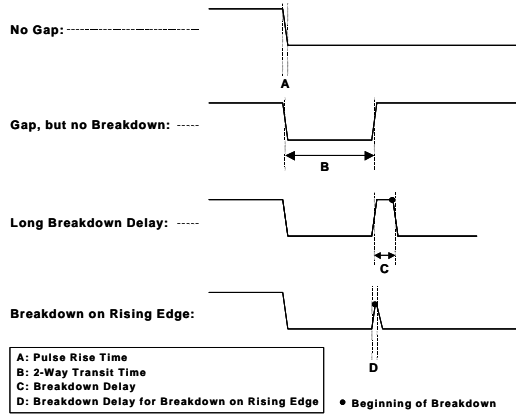 No Gap:
A
Gap, but no Breakdown:
B
Long Breakdown Delay:
C
Breakdown on Rising Edge:
D
A: Pulse Rise Time
B: 2-Way Transit Time
C: Breakdown Delay
D: Breakdown Delay for Breakdown on Rising Edge
Beginning of Breakdown